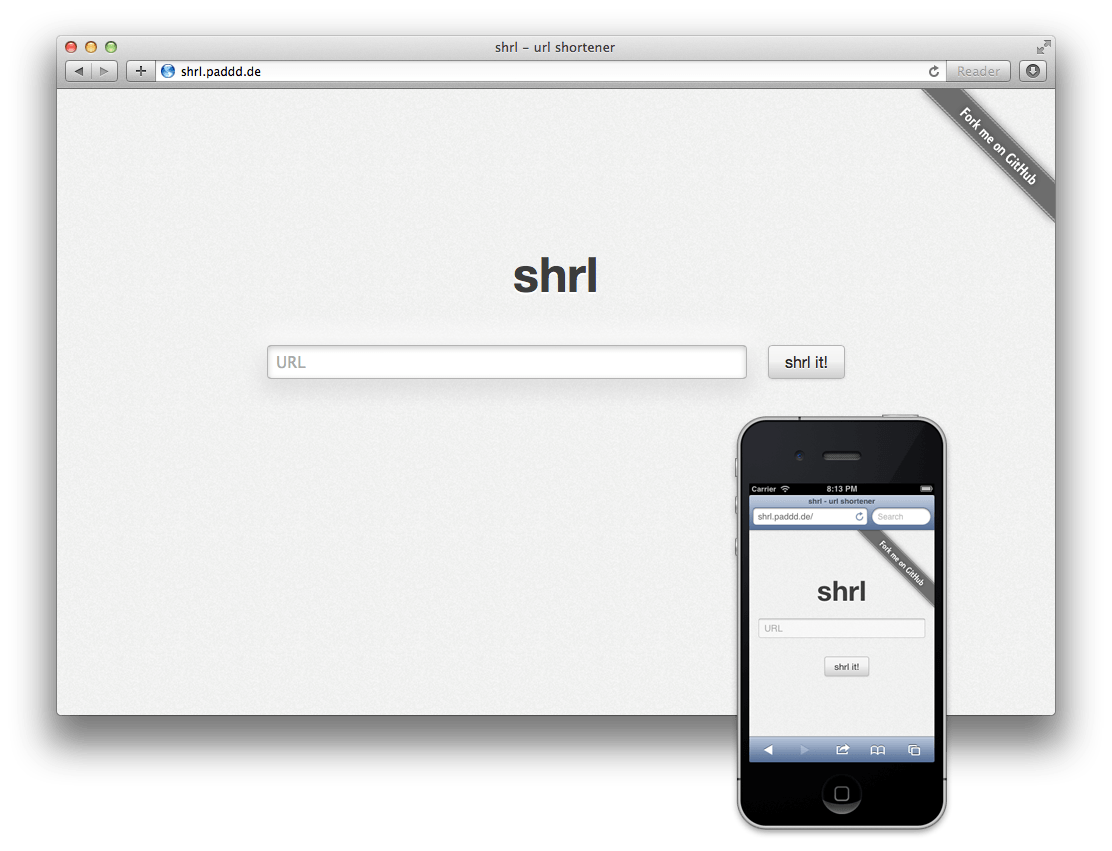 shrl – url shortener
shrl.paddd.de
Reader
Fork me on GitHub
shrl
URL
shrl it!
Carrier
8:13 PM
shrl - url shortener
shrl.paddd.de/
Search
Fork me on GitHub
shrl
URL
shrl it!